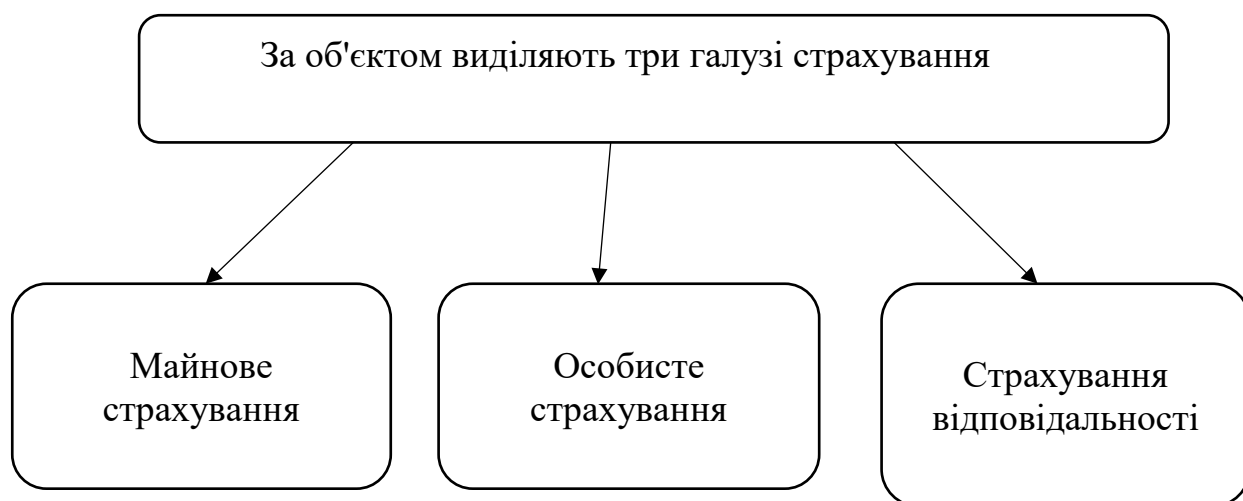 За об'єктом виділяють три галузі страхування
Майнове
страхування
Особисте
страхування
Страхування
відповідальності